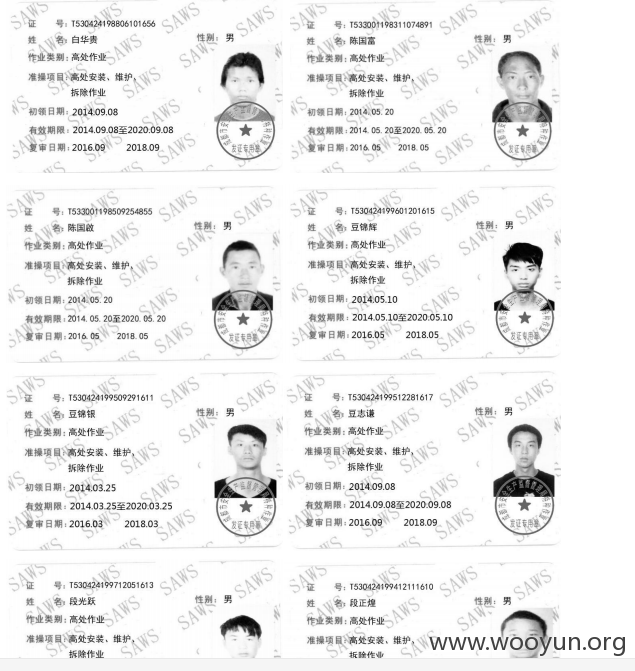 证 号: T530424198806101656
姓 名: 白华贵 性别: 男
作业类别: 高处作业
准操项目: 高处安装、维护,
拆除作业
初领日期: 2014.09.08
有效期限: 2014.09.08至2020.09.08
复审日期: 2016.09 2018.09
证 号: T533001198311074891
姓 名: 陈国富 性别: 男
作业类别: 高处作业
准操项目: 高处安装、维护,
拆除作业
初领日期: 2014.05.20
有效期限: 2014.05.20至2020.05.20
复审日期: 2016.05 2018.05
证 号: T533001198509254855
姓 名: 陈国啟 性别: 男
作业类别: 高处作业
准操项目: 高处安装、维护,
拆除作业
初领日期: 2014.05.20
有效期限: 2014.05.20至2020.05.20
复审日期: 2016.05 2018.05
证 号: T530424199601201615
姓 名: 豆锦辉 性别: 男
作业类别: 高处作业
准操项目: 高处安装、维护,
拆除作业
初领日期: 2014.05.10
有效期限: 2014.05.10至2020.05.10
复审日期: 2016.05 2018.05
证 号: T530424199509291611
姓 名: 豆锦银 性别: 男
作业类别: 高处作业
准操项目: 高处安装、维护,
拆除作业
初领日期: 2014.03.25
有效期限: 2014.03.25至2020.03.25
复审日期: 2016.03 2018.03
证 号: T530424199512281617
姓 名: 豆志谦 性别: 男
作业类别: 高处作业
准操项目: 高处安装、维护,
拆除作业
初领日期: 2014.09.08
有效期限: 2014.09.08至2020.09.08
复审日期: 2016.09 2018.09
证 号: T530424199712051613
姓 名: 段光跃 性别: 男
作业类别: 高处作业
准操项目: 高处安装、维护,
拆除作业
证 号: T530424199412111610
姓 名: 段正煌 性别: 男
作业类别: 高处作业
准操项目: 高处安装、维护,
拆除作业
SAWS
发证专用章
www.wooyun.org